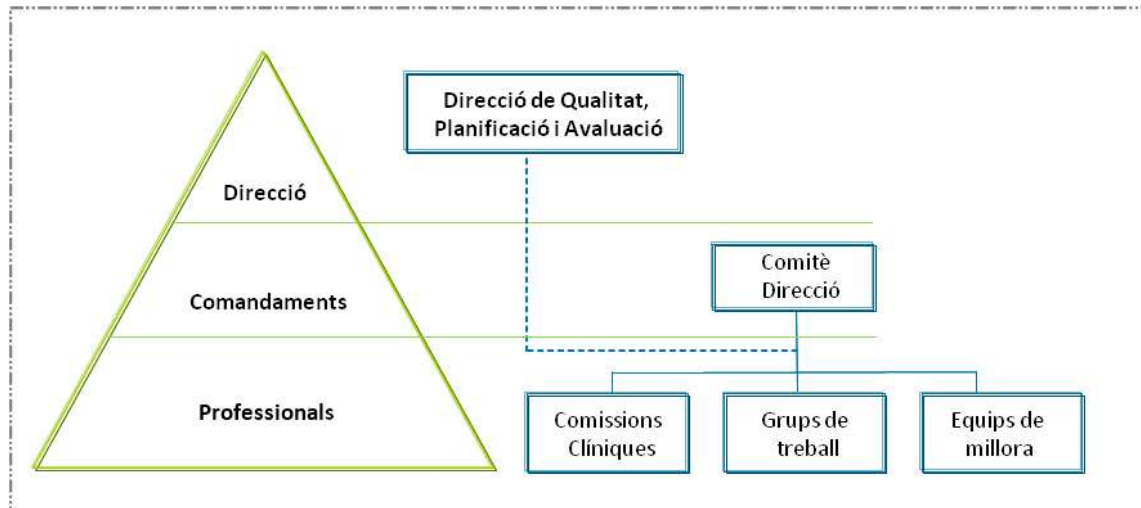 Direcció de Qualitat,
Planificació i Avaluació
Direcció
Comitè
Direcció
Comandaments
Professionals
Comissions
Clíniques
Grups de
treball
Equips de
millora